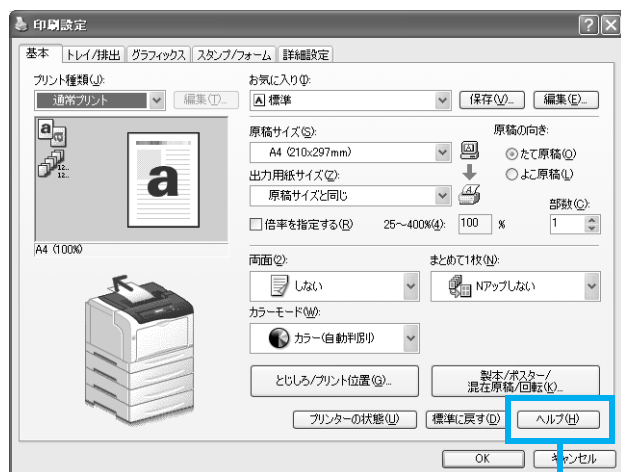 印刷設定
基本 トレイ/排出 グラフィックス スタンプ/フォーム 詳細設定
プリント種類(J):
通常プリント 編集(T)...
お気に入り(I):
標準 保存(V)... 編集(E)...
原稿サイズ(S):
A4 (210x297mm)
原稿の向き:
たて原稿(O)
よこ原稿(L)
出力用紙サイズ(Z):
原稿サイズと同じ
部数(C):
倍率を指定する(R) 25～400%(4): 100 % 1
A4 (100%)
両面(2):
しない
まとめて1枚(N):
Nアップしない
カラーモード(W):
カラー(自動判別)
とじしろ/プリント位置(G)...
製本/ポスター/
混在原稿/回転(K)...
プリンターの状態(U) 標準に戻す(D) ヘルプ(H)
OK キャンセル